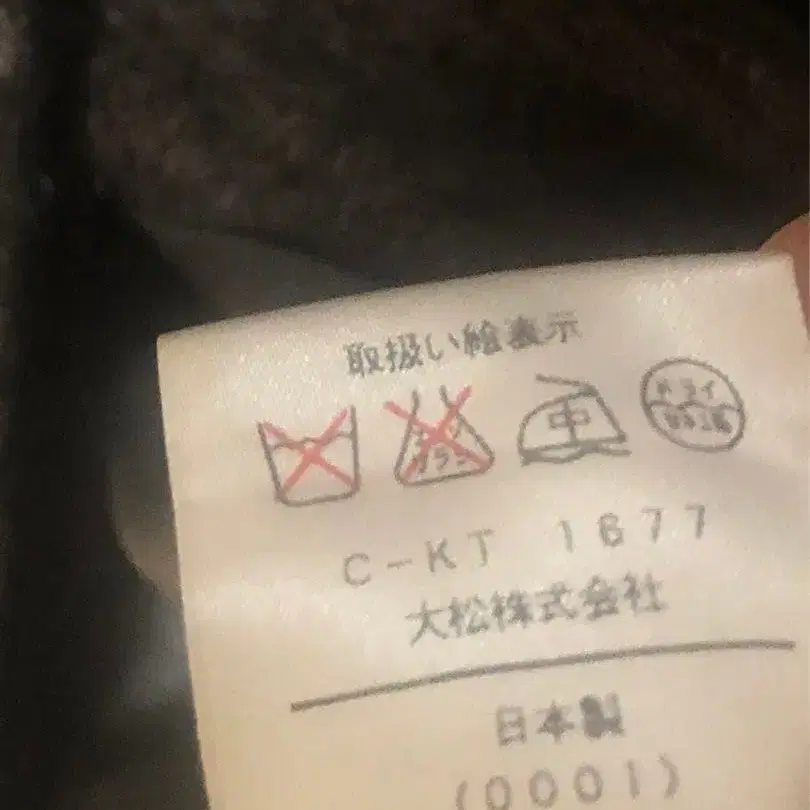 取扱い絵表示
中 ドライ
C-KT 1677
大松株式会社
日本製
(0001)